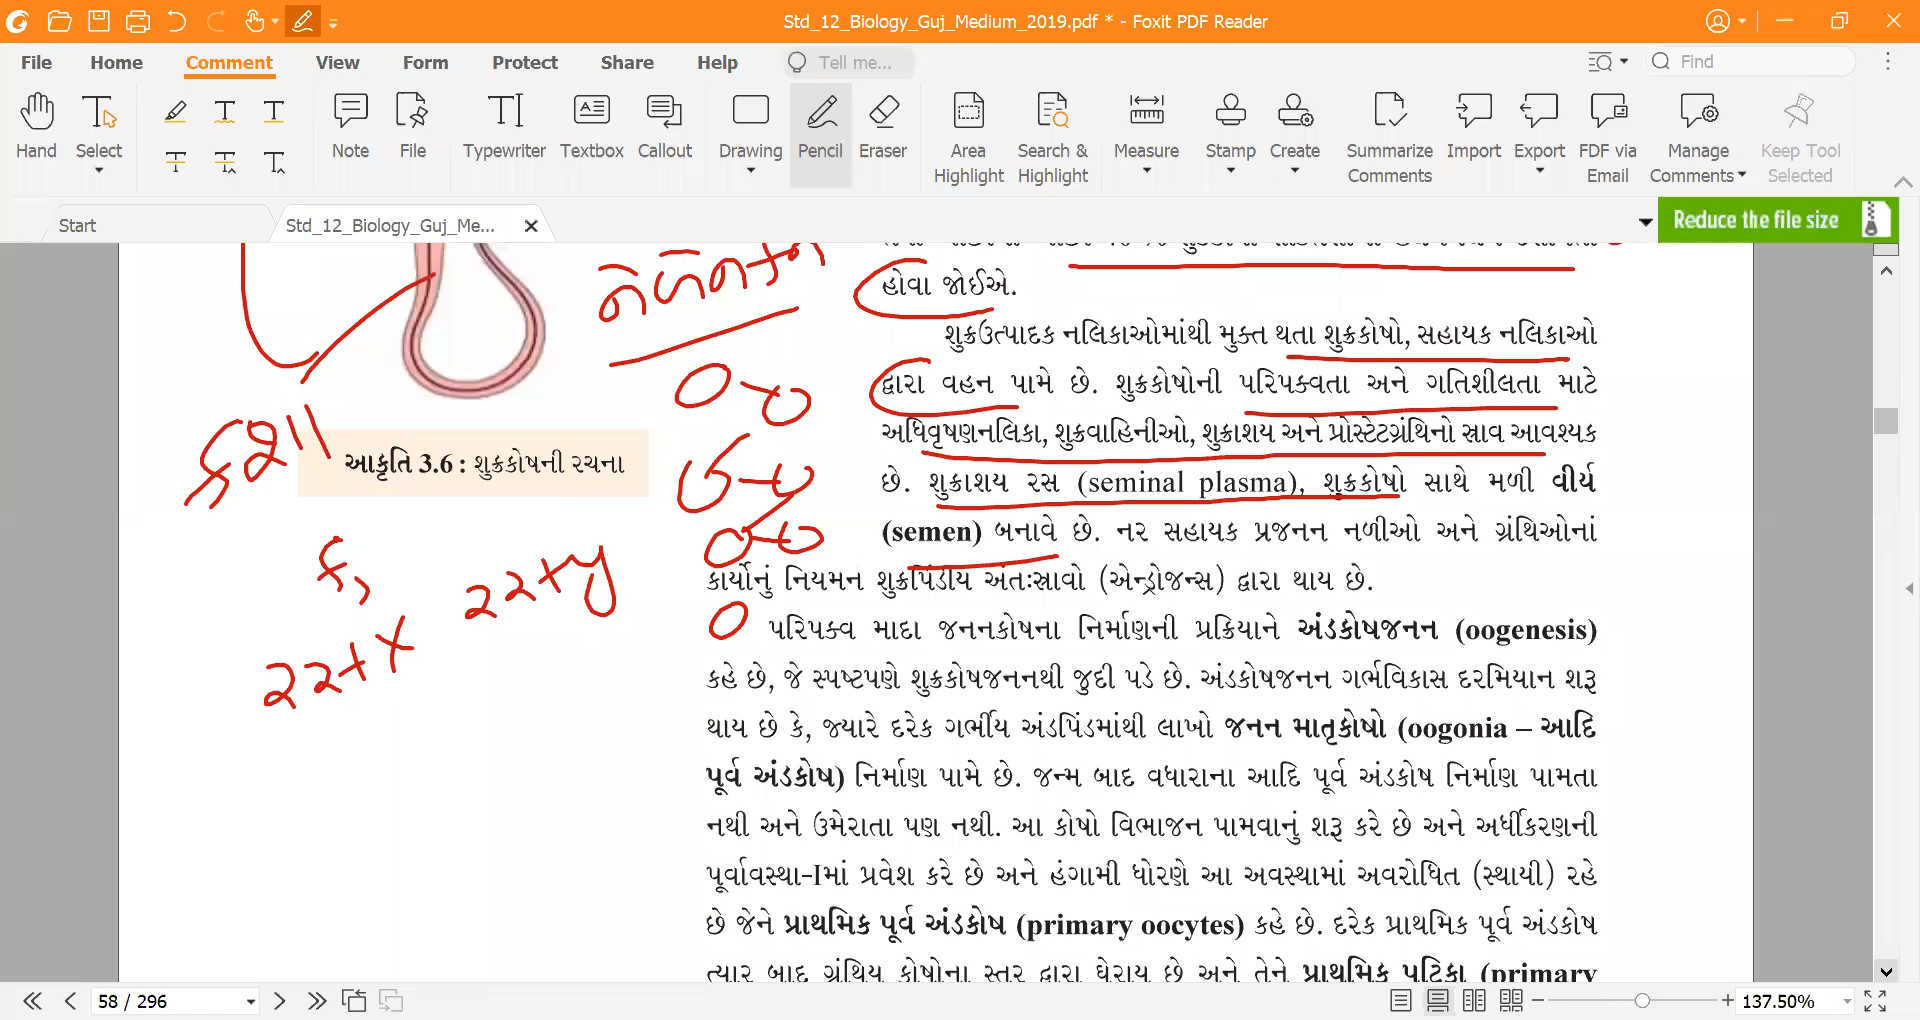 Std_12_Biology_Guj_Medium_2019.pdf * - Foxit PDF Reader
File Home Comment View Form Protect Share Help Tell me... Find
Hand Select Note File Typewriter Textbox Callout Drawing Pencil Eraser Area Highlight Search & Highlight Measure Stamp Create Summarize Comments Import Export FDF via Email Manage Comments Keep Tool Selected
Start Std_12_Biology_Guj_Me... Reduce the file size
હોવા જોઈએ.
શુક્રઉત્પાદક નલિકાઓમાંથી મુક્ત થતા શુક્રકોષો, સહાયક નલિકાઓ
દ્વારા વહન પામે છે. શુક્રકોષોની પરિપક્વતા અને ગતિશીલતા માટે
અધિવૃષણનલિકા, શુક્રવાહિનીઓ, શુક્રાશય અને પ્રોસ્ટેટગ્રંથિનો સ્રાવ આવશ્યક
આકૃતિ 3.6 : શુક્રકોષની રચના
છે. શુક્રાશય રસ (seminal plasma), શુક્રકોષો સાથે મળી વીર્ય
(semen) બનાવે છે. નર સહાયક પ્રજનન નળીઓ અને ગ્રંથિઓનાં
કાર્યોનું નિયમન શુક્રપિંડીય અંતઃસ્રાવો (એન્ડ્રોજન્સ) દ્વારા થાય છે.
22+y
22+x
પરિપક્વ માદા જનનકોષના નિર્માણની પ્રક્રિયાને અંડકોષજનન (oogenesis)
કહે છે, જે સ્પષ્ટપણે શુક્રકોષજનનથી જુદી પડે છે. અંડકોષજનન ગર્ભવિકાસ દરમિયાન શરૂ
થાય છે કે, જ્યારે દરેક ગર્ભીય અંડપિંડમાંથી લાખો જનન માતૃકોષો (oogonia – આદિ
પૂર્વ અંડકોષ) નિર્માણ પામે છે. જન્મ બાદ વધારાના આદિ પૂર્વ અંડકોષ નિર્માણ પામતા
નથી અને ઉમેરાતા પણ નથી. આ કોષો વિભાજન પામવાનું શરૂ કરે છે અને અર્ધીકરણની
પૂર્વાવસ્થા-Iમાં પ્રવેશ કરે છે અને હંગામી ધોરણે આ અવસ્થામાં અવરોધિત (સ્થાયી) રહે
છે જેને પ્રાથમિક પૂર્વ અંડકોષ (primary oocytes) કહે છે. દરેક પ્રાથમિક પૂર્વ અંડકોષ
ત્યાર બાદ ગ્રંથિય કોષોના સ્તર દ્વારા ઘેરાય છે અને તેને પ્રાથમિક પુટિકા (primary
58 / 296 137.50%